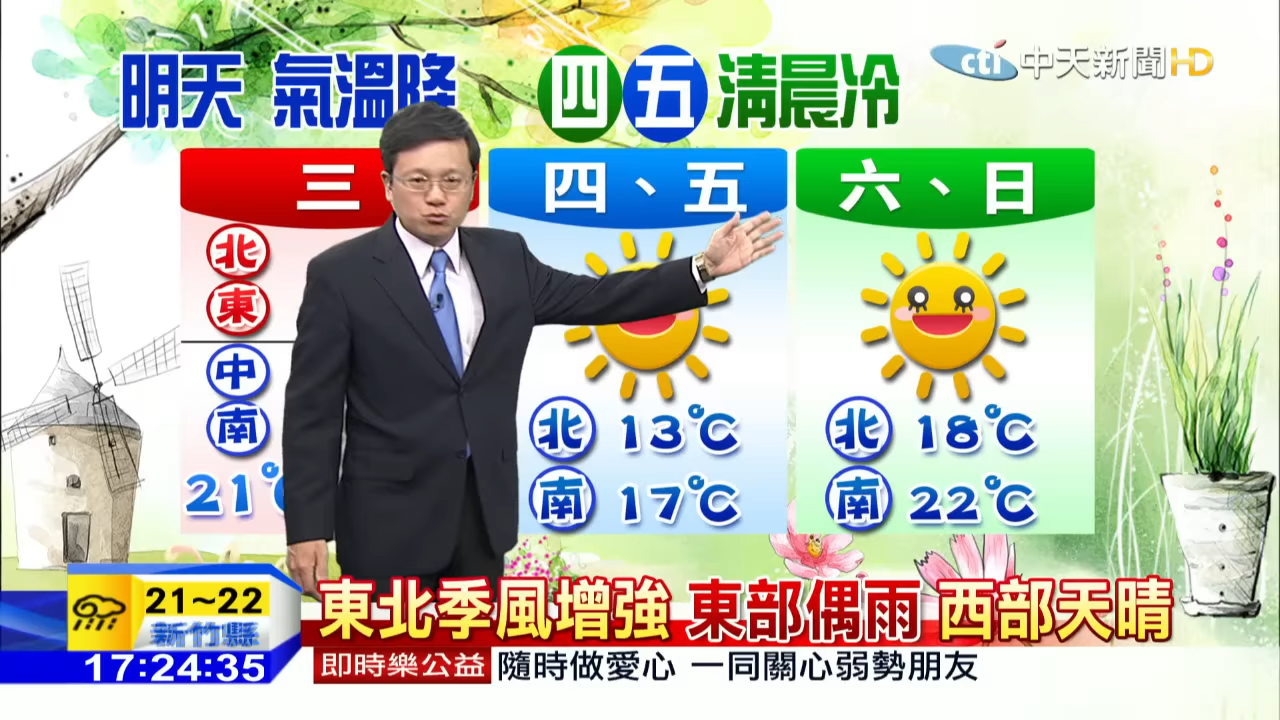 明天 氣溫降 四 五 清晨冷
cti 中天新聞HD
三
北
東
中
南
21°C
四、五
北 13°C
南 17°C
六、日
北 18°C
南 22°C
21~22
新竹縣
17:24:35
東北季風增強 東部偶雨 西部天晴
即時樂公益 隨時做愛心 一同關心弱勢朋友